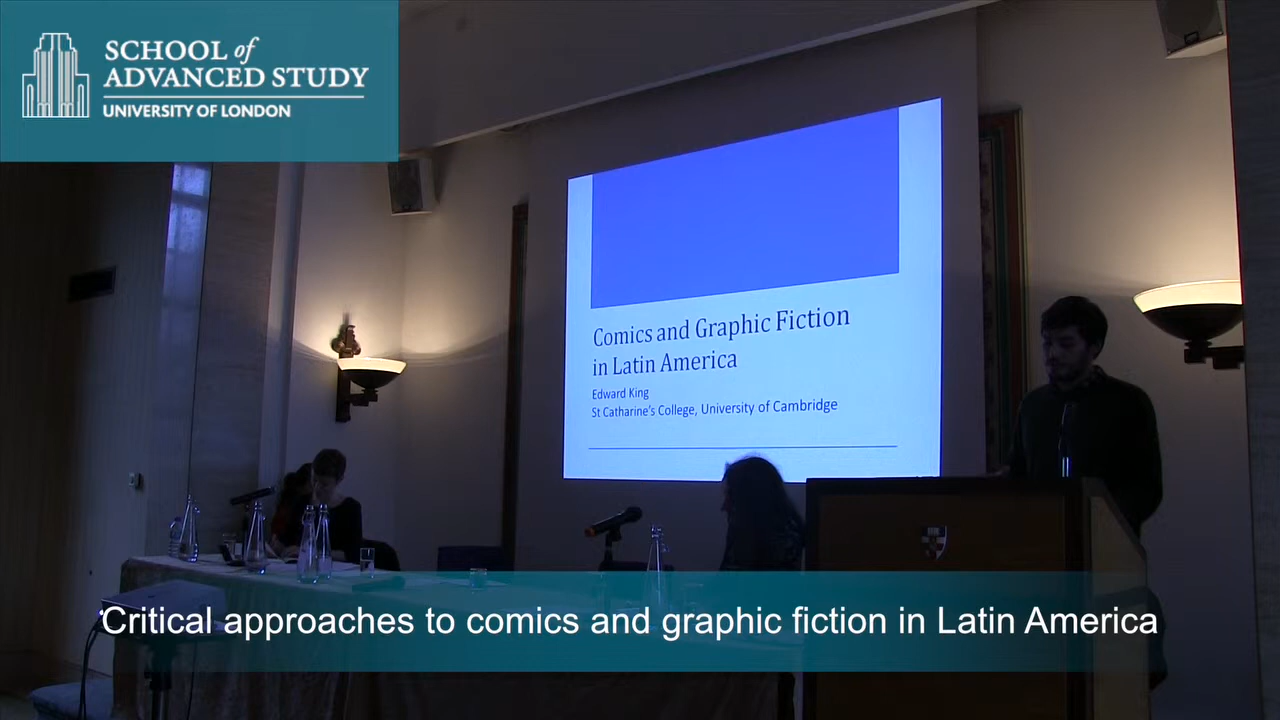 SCHOOL of
ADVANCED STUDY
UNIVERSITY OF LONDON
Comics and Graphic Fiction
in Latin America
Edward King
St Catharine's College, University of Cambridge
Critical approaches to comics and graphic fiction in Latin America